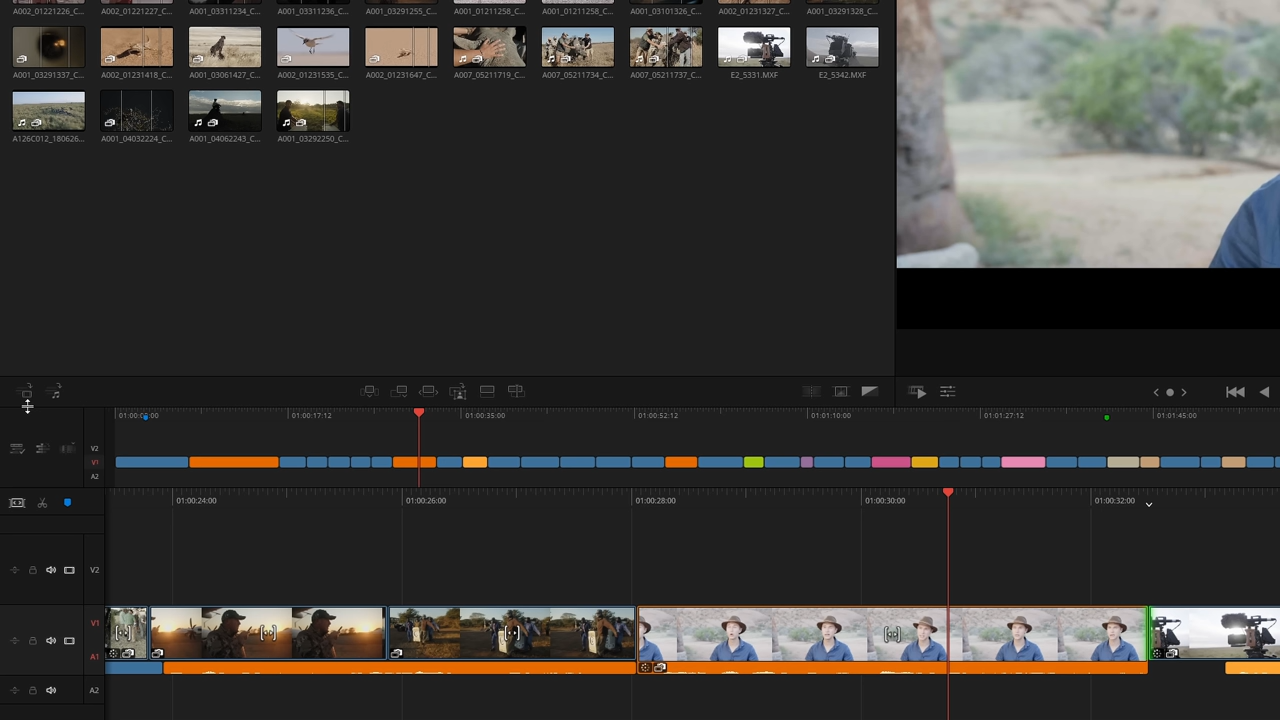 A002_01221226_C... A002_01221227_C... A001_03311234_C... A001_03311236_C... A001_03291255_C... A001_01211258_C... A001_01211258_C... A001_03101326_C... A002_01231327_C... A001_03291328_C...
A001_03291337_C... A002_01231418_C... A001_03061427_C... A002_01231535_C... A002_01231647_C... A007_05211719_C... A007_05211734_C... A007_05211737_C... E2_5331.MXF E2_5342.MXF
A126C012_180626... A001_04032224_C... A001_04062243_C... A001_03292250_C...
01:00:17:12 01:00:35:00 01:00:52:12 01:01:10:00 01:01:27:12 01:01:45:00
V2
V1
A2
01:00:24:00 01:00:26:00 01:00:28:00 01:00:30:00 01:00:32:00
V2
V1
A1
A2